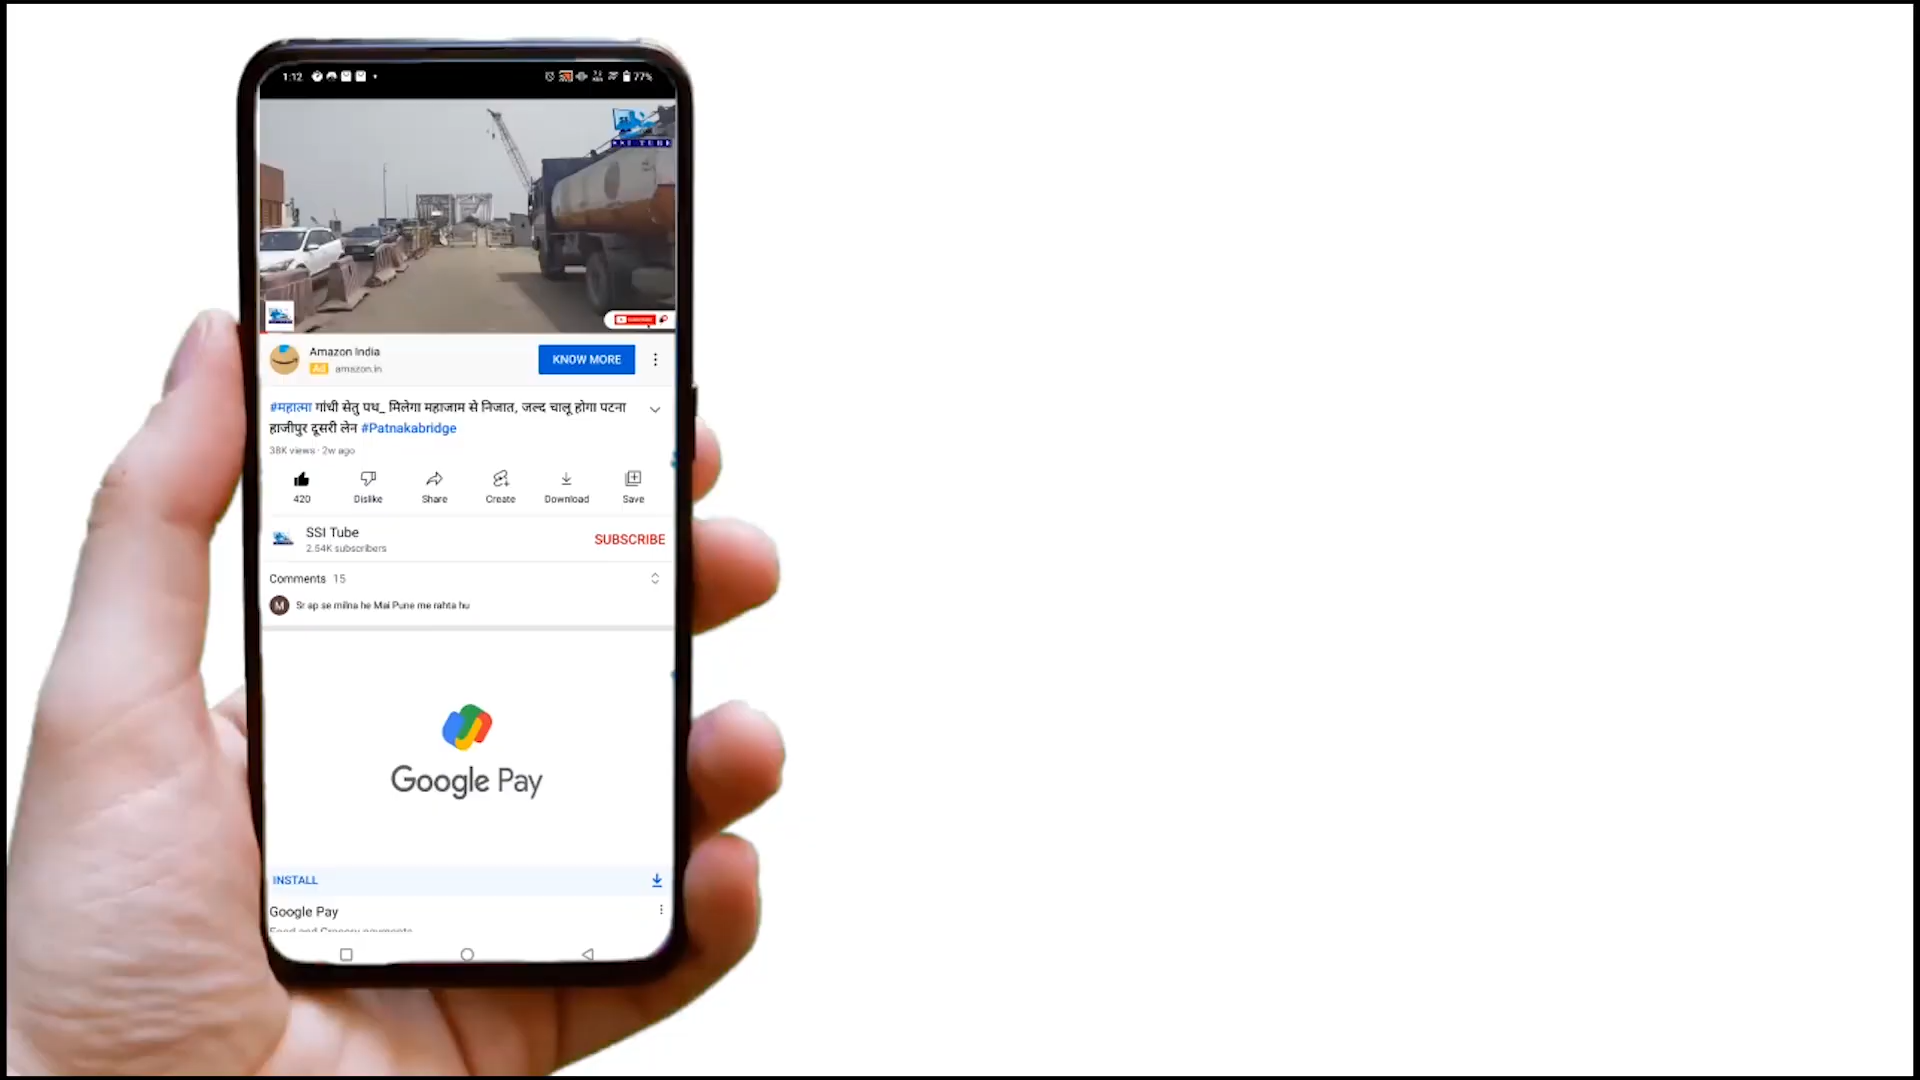 1:12
77%
SSI TUBE
Amazon India
KNOW MORE
Ad amazon.in
#महात्मा गांधी सेतु पथ_ मिलेगा महाजाम से निजात, जल्द चालू होगा पटना
हाजीपुर दूसरी लेन #Patnakabridge
38K views · 2w ago
420
Dislike
Share
Create
Download
Save
SSI Tube
2.54K subscribers
SUBSCRIBE
Comments 15
M
Sr ap se milna he Mai Pune me rahta hu
Google Pay
INSTALL
Google Pay